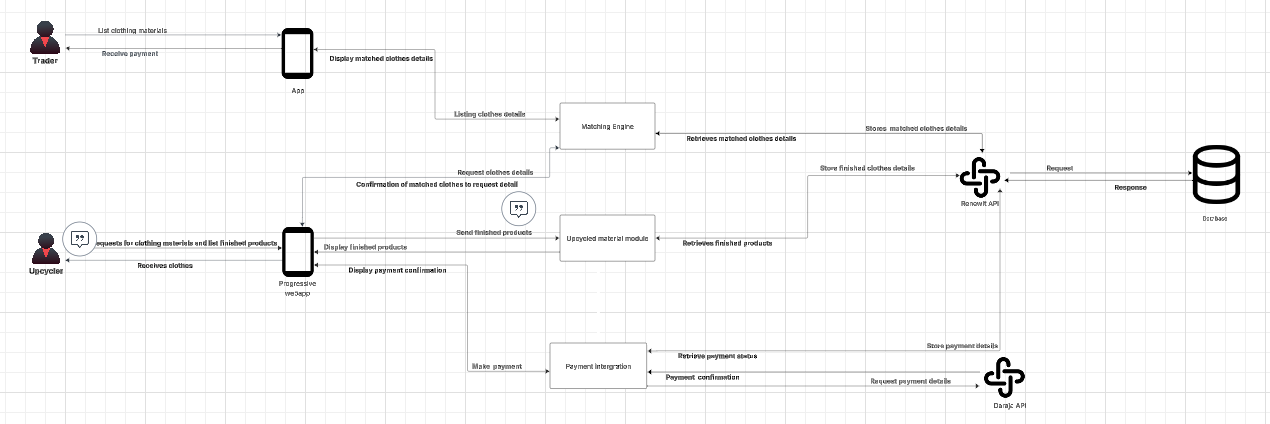 List clothing materials
Receive payment
Trader
App
Display matched clothes details
Listing clothes details
Matching Engine
Stores matched clothes details
Retrieves matched clothes details
Request clothes details
Confirmation of matched clothes to request detail
Store finished clothes details
Renewit API
Request
Response
Database
equests for clothing materials and list finished products
Receives clothes
Upcycler
Send finished products
Display finished products
Display payment confirmation
Progressive
webapp
Upcycled material module
Retrieves finished products
Make payment
Payment intergration
Store payment details
Retrieve payment status
Payment confirmation
Request payment details
Daraja API